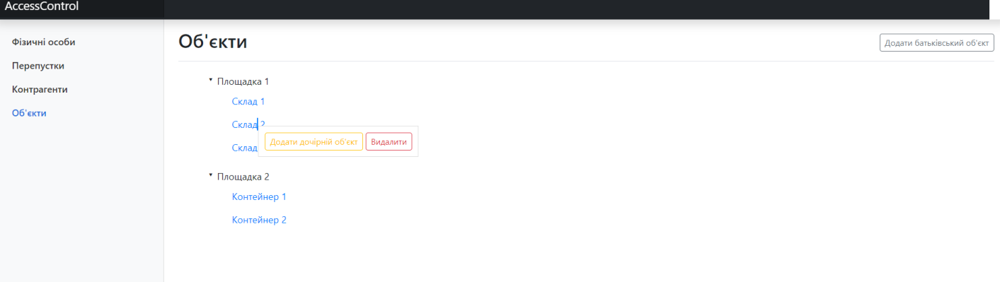 AccessControl
Фізичні особи
Перепустки
Контрагенти
Об'єкти
Об'єкти
Додати батьківський об'єкт
Площадка 1
Склад 1
Склад 2
Додати дочірній об'єкт Видалити
Склад
Площадка 2
Контейнер 1
Контейнер 2